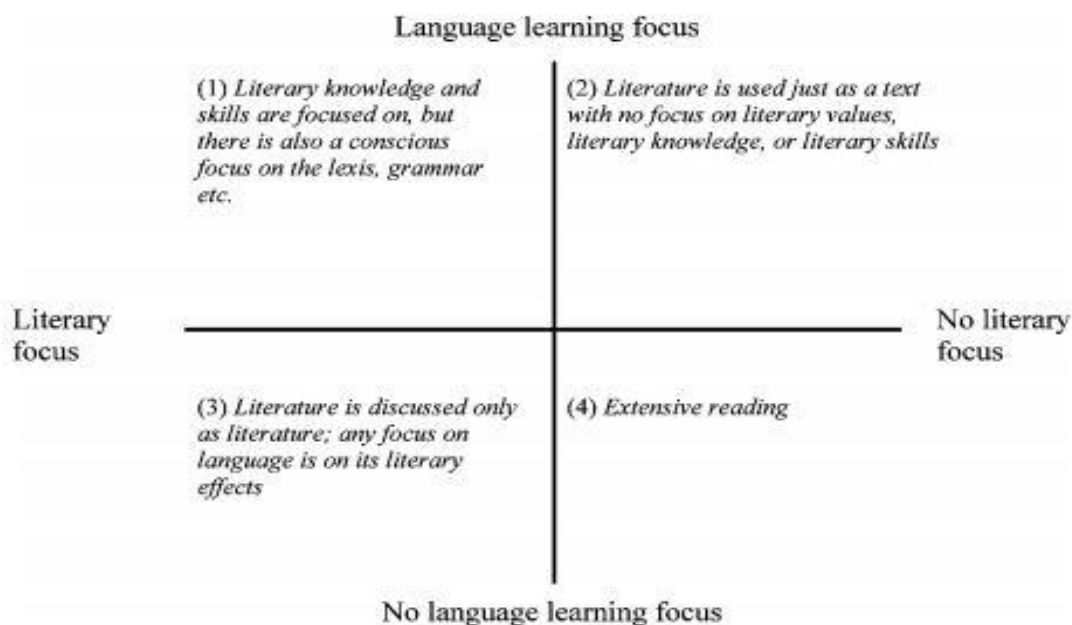 Language learning focus
(1) Literary knowledge and
skills are focused on, but
there is also a conscious
focus on the lexis, grammar
etc.
(2) Literature is used just as a text
with no focus on literary values,
literary knowledge, or literary skills
Literary
focus
No literary
focus
(3) Literature is discussed only
as literature; any focus on
language is on its literary
effects
(4) Extensive reading
No language learning focus